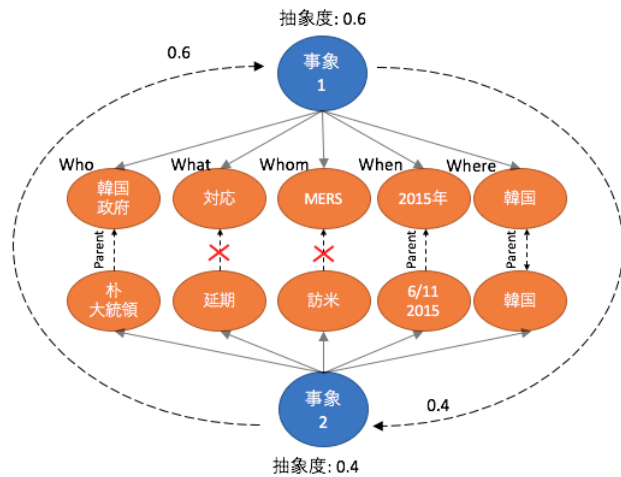 抽象度: 0.6
0.6
事象
1
Who
What
Whom
When
Where
韓国
政府
対応
MERS
2015年
韓国
Parent
Parent
Parent
朴
大統領
延期
訪米
6/11
2015
韓国
事象
2
0.4
抽象度: 0.4